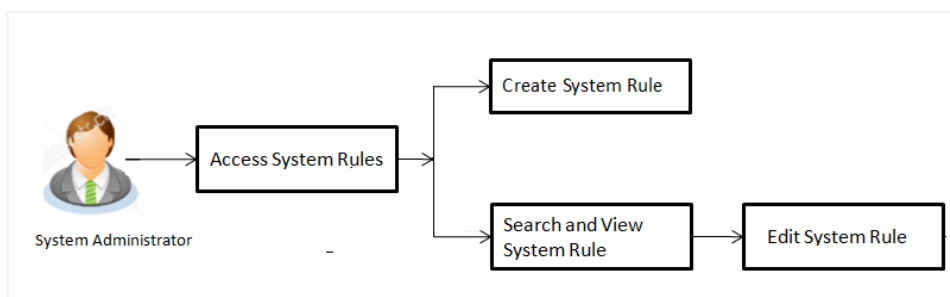 Create System Rule
Access System Rules
System Administrator
Search and View
System Rule
Edit System Rule